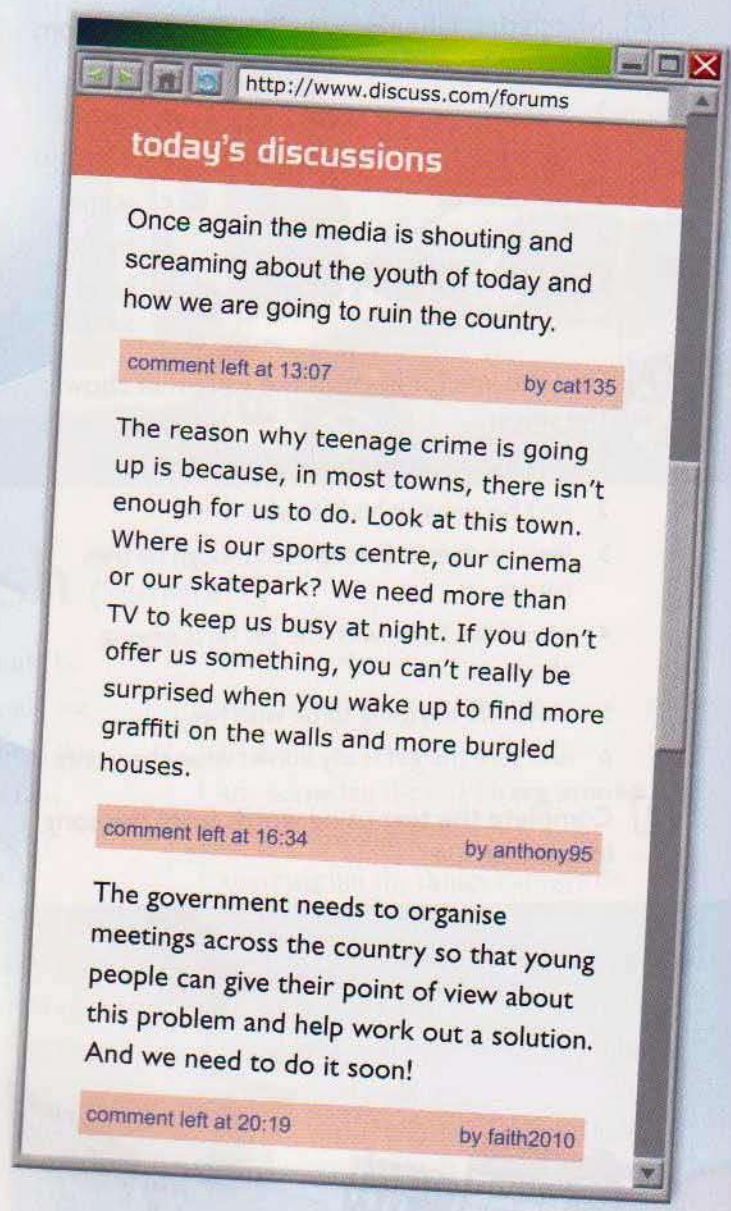 http://www.discuss.com/forums
today's discussions
Once again the media is shouting and
screaming about the youth of today and
how we are going to ruin the country.
comment left at 13:07 by cat135
The reason why teenage crime is going
up is because, in most towns, there isn't
enough for us to do. Look at this town.
Where is our sports centre, our cinema
or our skatepark? We need more than
TV to keep us busy at night. If you don't
offer us something, you can't really be
surprised when you wake up to find more
graffiti on the walls and more burgled
houses.
comment left at 16:34 by anthony95
The government needs to organise
meetings across the country so that young
people can give their point of view about
this problem and help work out a solution.
And we need to do it soon!
comment left at 20:19 by faith2010